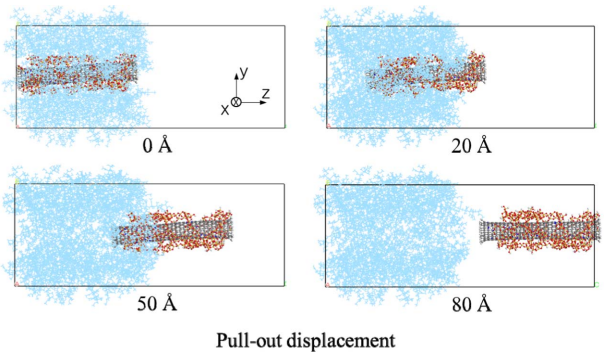 y
x z
0 Å
20 Å
50 Å
80 Å
Pull-out displacement